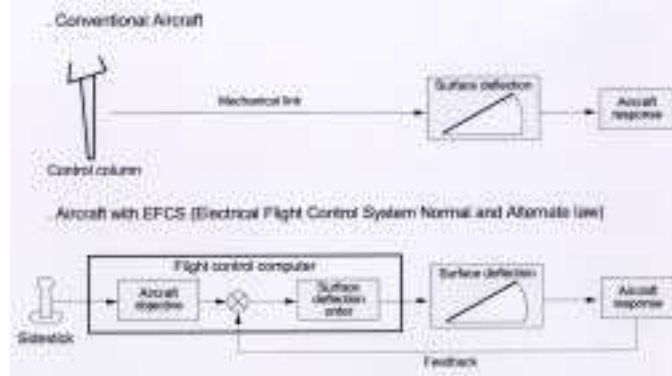 Conventional Aircraft
Surface deflection
Mechanical link
Aircraft
response
Control column
Aircraft with EFCS (Electrical Flight Control System Normal and Alternate law)
Flight control computer
Surface deflection
Aircraft
objective
Surface
deflection
order
Aircraft
response
Sidestick
Feedback